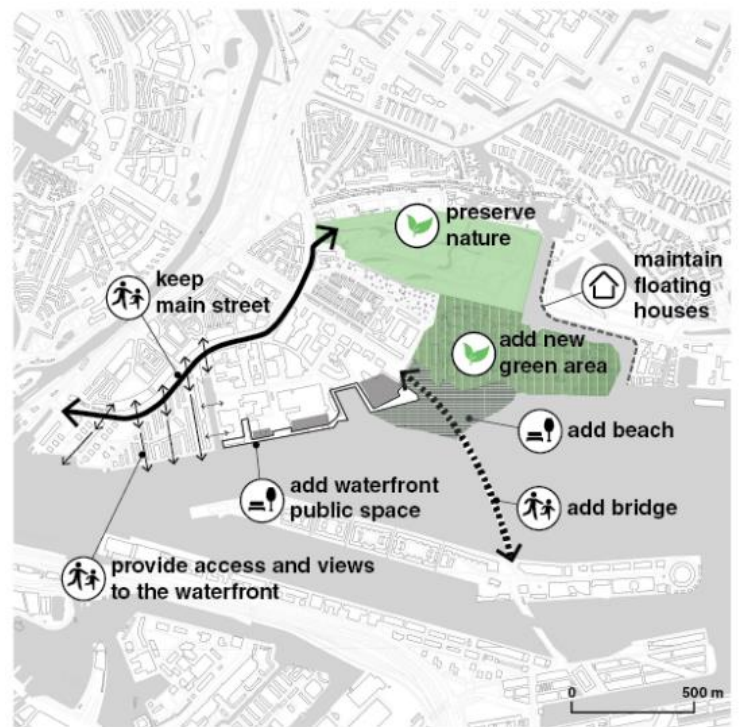 preserve
nature
keep
main street
maintain
floating
houses
add new
green area
add beach
add waterfront
public space
add bridge
provide access and views
to the waterfront
0 500 m